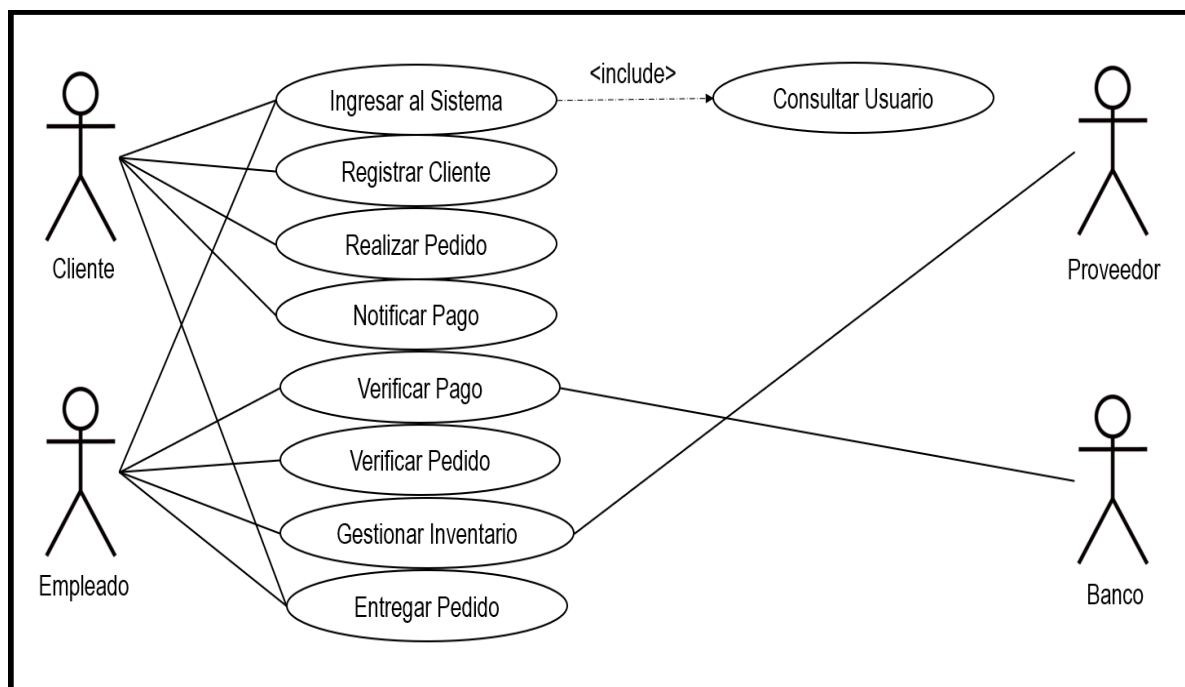 <include>
Ingresar al Sistema
Consultar Usuario
Registrar Cliente
Realizar Pedido
Cliente
Proveedor
Notificar Pago
Verificar Pago
Verificar Pedido
Gestionar Inventario
Empleado
Banco
Entregar Pedido